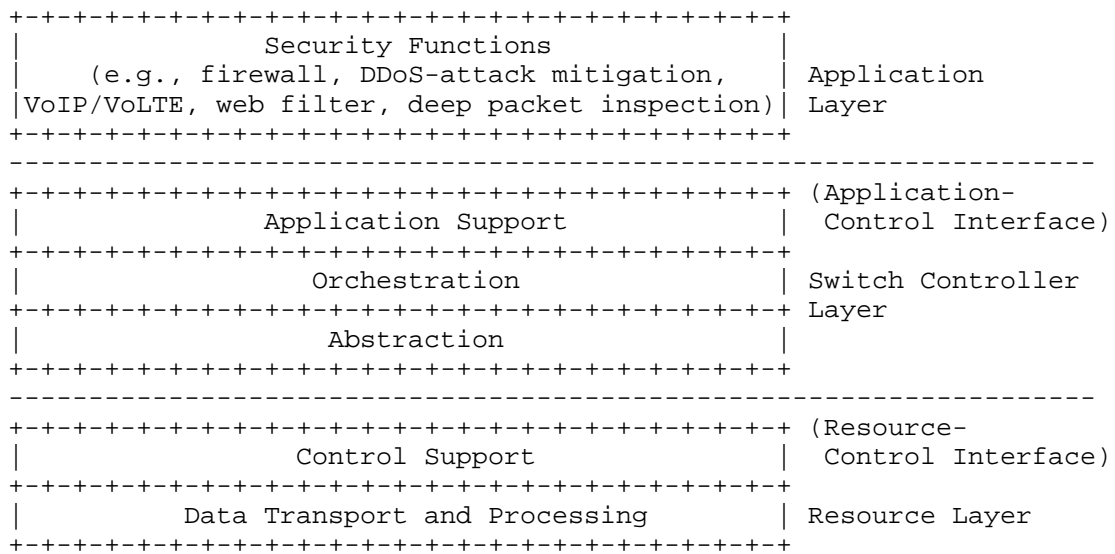 +-+-+-+-+-+-+-+-+-+-+-+-+-+-+-+-+-+-+-+-+-+-+-+-+
|               Security Functions              |
|    (e.g., firewall, DDoS-attack mitigation,   | Application
|VoIP/VoLTE, web filter, deep packet inspection)| Layer
+-+-+-+-+-+-+-+-+-+-+-+-+-+-+-+-+-+-+-+-+-+-+-+-+
--------------------------------------------------------------------
+-+-+-+-+-+-+-+-+-+-+-+-+-+-+-+-+-+-+-+-+-+-+-+-+ (Application-
|               Application Support             |  Control Interface)
+-+-+-+-+-+-+-+-+-+-+-+-+-+-+-+-+-+-+-+-+-+-+-+-+
|                  Orchestration                | Switch Controller
+-+-+-+-+-+-+-+-+-+-+-+-+-+-+-+-+-+-+-+-+-+-+-+-+ Layer
|                   Abstraction                 |
+-+-+-+-+-+-+-+-+-+-+-+-+-+-+-+-+-+-+-+-+-+-+-+-+
--------------------------------------------------------------------
+-+-+-+-+-+-+-+-+-+-+-+-+-+-+-+-+-+-+-+-+-+-+-+-+ (Resource-
|                 Control Support               |  Control Interface)
+-+-+-+-+-+-+-+-+-+-+-+-+-+-+-+-+-+-+-+-+-+-+-+-+
|          Data Transport and Processing        | Resource Layer
+-+-+-+-+-+-+-+-+-+-+-+-+-+-+-+-+-+-+-+-+-+-+-+-+